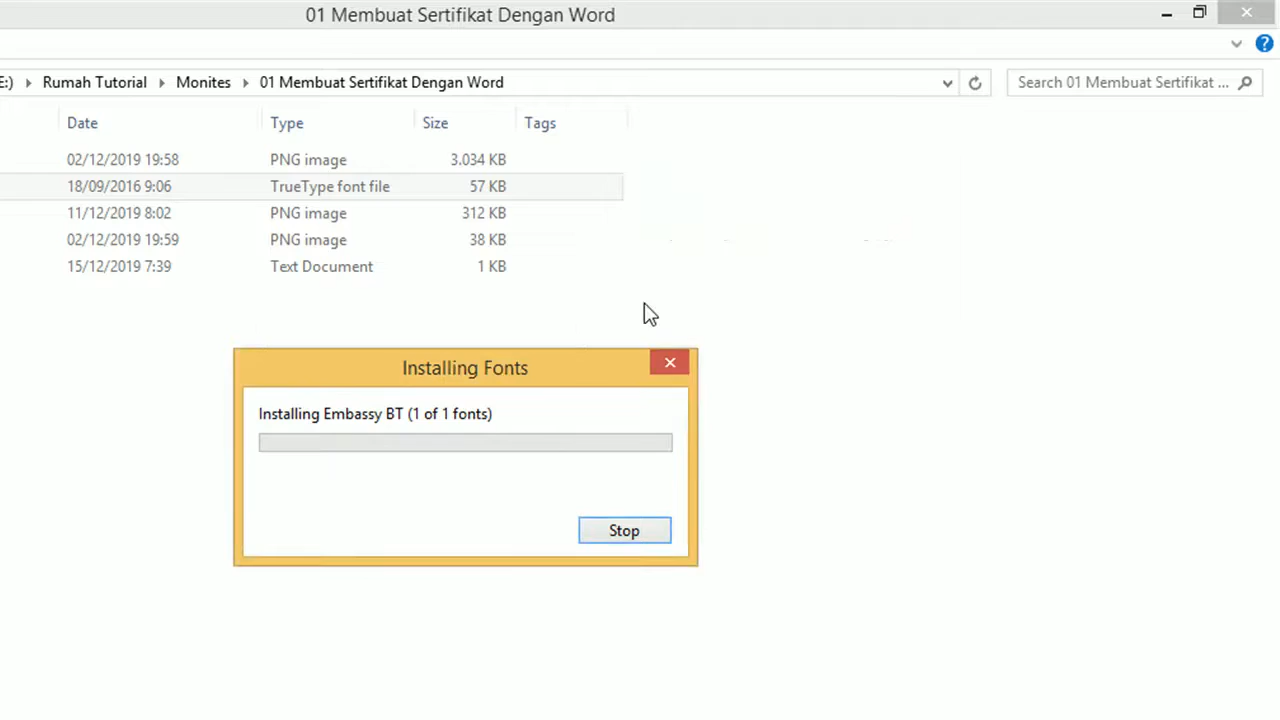 01 Membuat Sertifikat Dengan Word
E:) Rumah Tutorial Monites 01 Membuat Sertifikat Dengan Word Search 01 Membuat Sertifikat ...
Date Type Size Tags
02/12/2019 19:58 PNG image 3.034 KB
18/09/2016 9:06 TrueType font file 57 KB
11/12/2019 8:02 PNG image 312 KB
02/12/2019 19:59 PNG image 38 KB
15/12/2019 7:39 Text Document 1 KB
Installing Fonts
Installing Embassy BT (1 of 1 fonts)
Stop